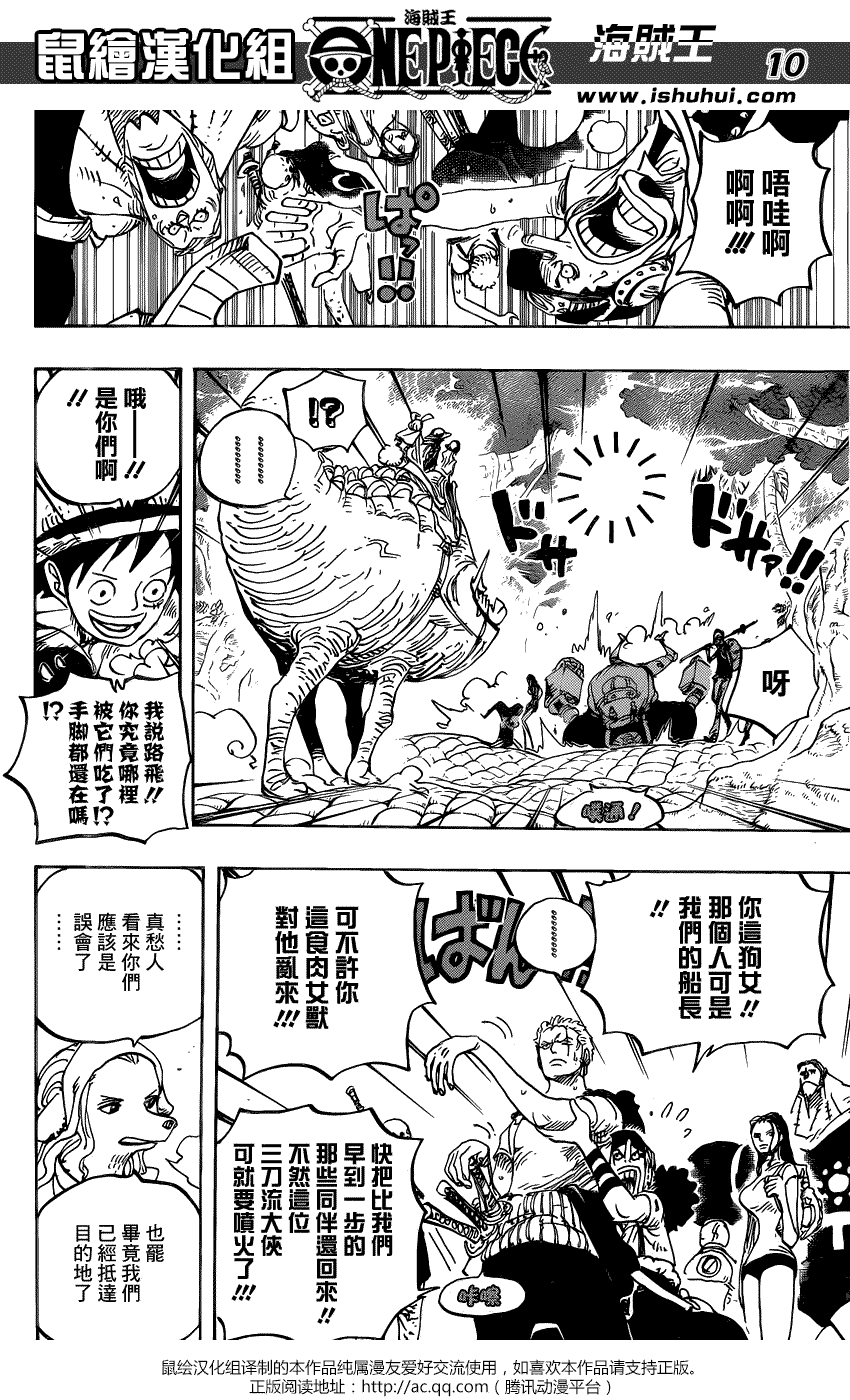 鼠繪漢化組
海賊王
ONE PIECE
海賊王
10
www.ishuhui.com
唔哇啊
啊啊!!!
ぱっ!!
!?
………
………
ドサ
ドサァ!!
呀
哦——!!
是你們啊
!!
我說路飛!!
你究竟哪裡
被它們吃了!?
手脚都還在嗎
!?
你這狗女!!
那個人可是
我們的船長
!!
………
ばん
可不許你
這食肉女獸
對他亂來!!!
快把比我們
早到一步的
那些同伴還回來!!
不然這位
三刀流大俠
可就要噴火了!!!
咔嚓
……
真愁人
看來你們
應該是
誤會了
……
也罷
畢竟我們
已經抵達
目的地了
鼠绘汉化组译制的本作品纯属漫友爱好交流使用，如喜欢本作品请支持正版。
正版阅读地址：http://ac.qq.com（腾讯动漫平台）